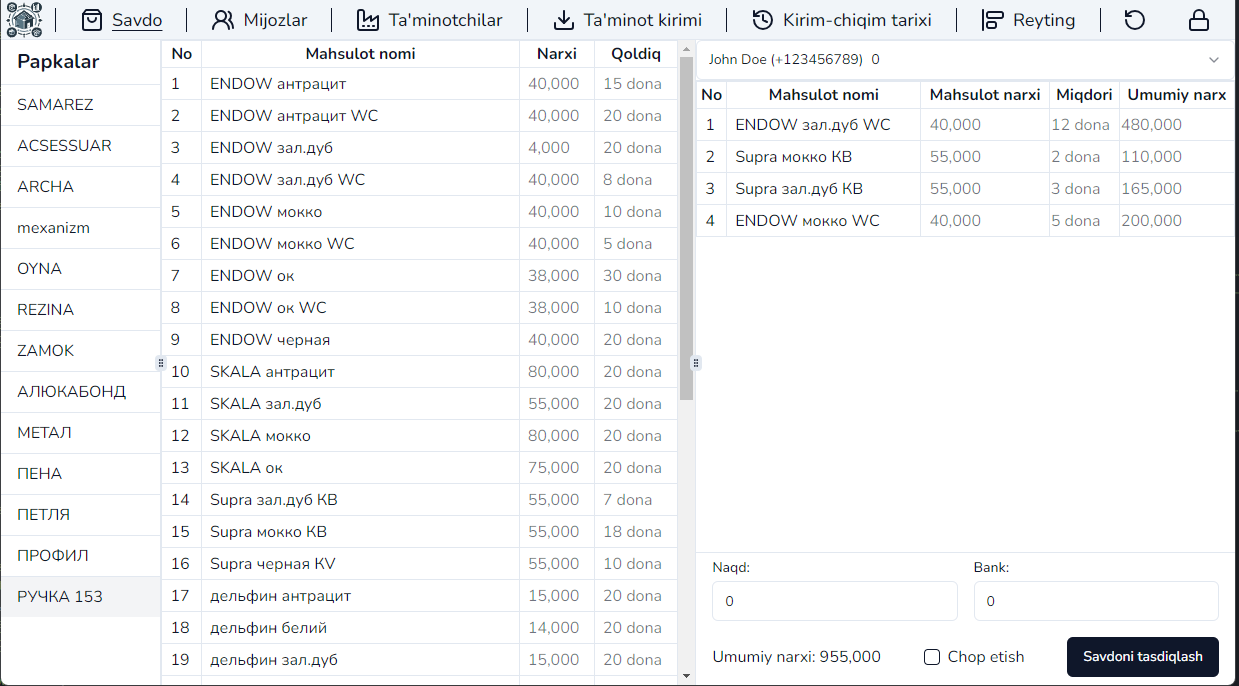 Savdo Mijozlar Ta'minotchilar Ta'minot kirimi Kirim-chiqim tarixi Reyting
Papkalar
SAMAREZ
ACSESSUAR
ARCHA
mexanizm
OYNA
REZINA
ZAMOK
АЛЮКАБОНД
МЕТАЛ
ПЕНА
ПЕТЛЯ
ПРОФИЛ
РУЧКА 153
No Mahsulot nomi Narxi Qoldiq
1 ENDOW антрацит 40,000 15 dona
2 ENDOW антрацит WC 40,000 20 dona
3 ENDOW зал.дуб 4,000 20 dona
4 ENDOW зал.дуб WC 40,000 8 dona
5 ENDOW мокко 40,000 10 dona
6 ENDOW мокко WC 40,000 5 dona
7 ENDOW ок 38,000 30 dona
8 ENDOW ок WC 38,000 10 dona
9 ENDOW черная 40,000 20 dona
10 SKALA антрацит 80,000 20 dona
11 SKALA зал.дуб 55,000 20 dona
12 SKALA мокко 80,000 20 dona
13 SKALA ок 75,000 20 dona
14 Supra зал.дуб КВ 55,000 7 dona
15 Supra мокко КВ 55,000 18 dona
16 Supra черная KV 55,000 10 dona
17 дельфин антрацит 15,000 20 dona
18 дельфин белий 14,000 20 dona
19 дельфин зал.дуб 15,000 20 dona
John Doe (+123456789) 0
No Mahsulot nomi Mahsulot narxi Miqdori Umumiy narx
1 ENDOW зал.дуб WC 40,000 12 dona 480,000
2 Supra мокко КВ 55,000 2 dona 110,000
3 Supra зал.дуб КВ 55,000 3 dona 165,000
4 ENDOW мокко WC 40,000 5 dona 200,000
Naqd: Bank:
0 0
Umumiy narxi: 955,000 Chop etish Savdoni tasdiqlash